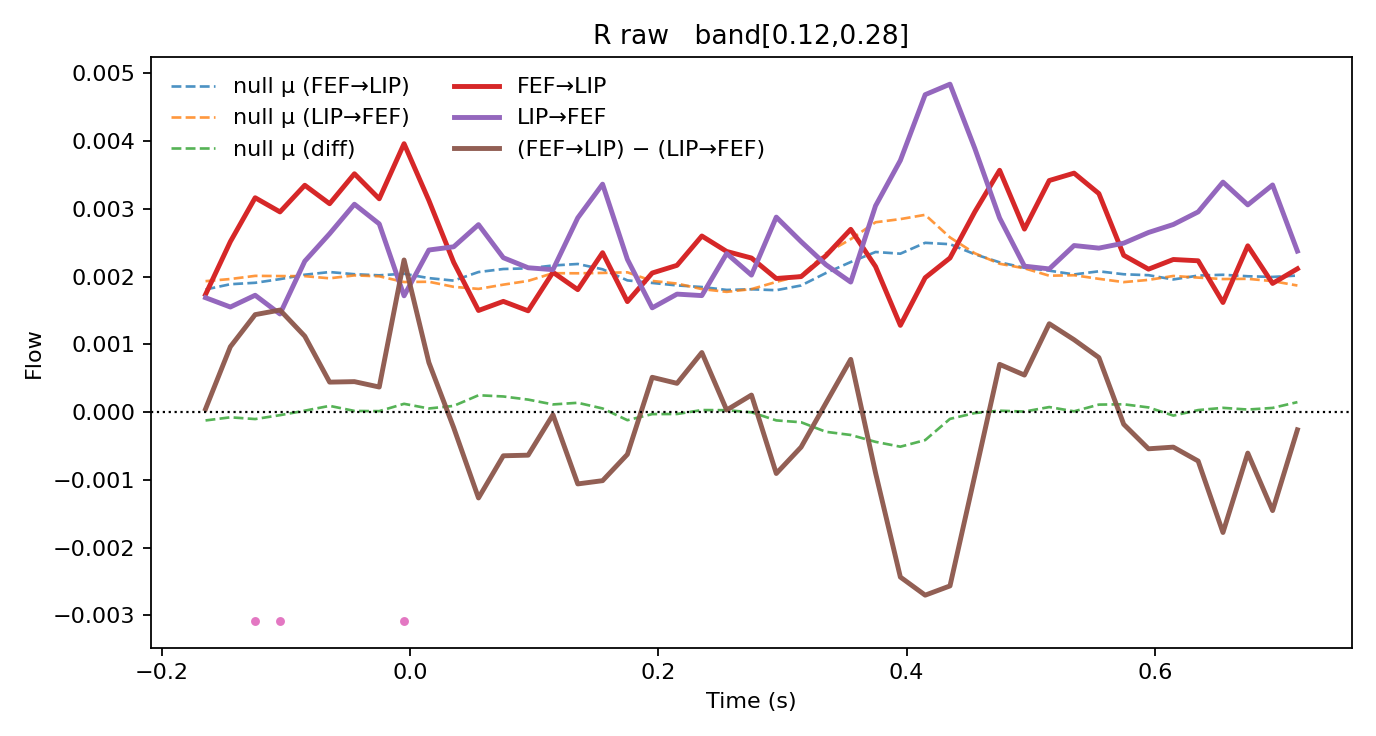 R raw   band[0.12,0.28]
null μ (FEF→LIP)
null μ (LIP→FEF)
null μ (diff)
FEF→LIP
LIP→FEF
(FEF→LIP) − (LIP→FEF)
Flow
0.005
0.004
0.003
0.002
0.001
0.000
−0.001
−0.002
−0.003
−0.2
0.0
0.2
0.4
0.6
Time (s)